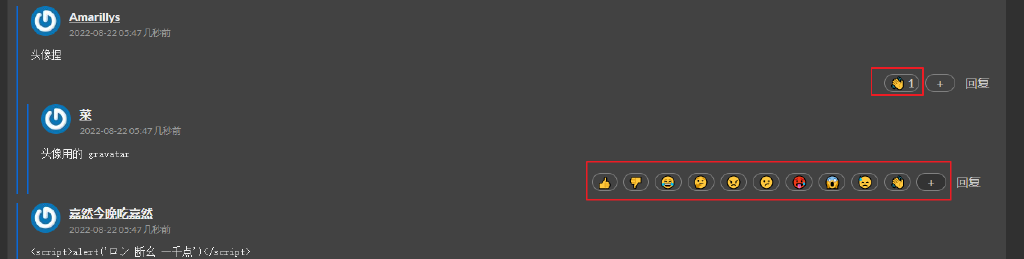 Amarillys
2022-08-22 05:47 几秒前
头像捏
👏 1 + 回复
菜
2022-08-22 05:47 几秒前
头像用的 gravatar
+ 回复
嘉然今晚吃嘉然
2022-08-22 05:47 几秒前
<script>alert('ロン 断幺 一千点')</script>